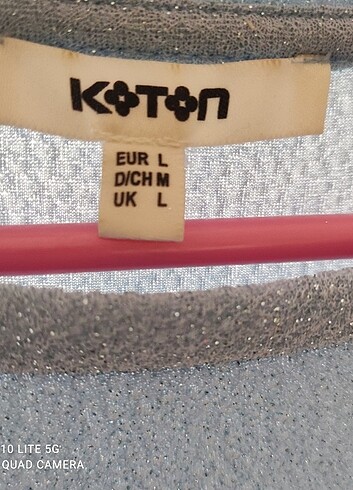 KOTON
EUR L
D/CH M
UK L
10 LITE 5G
QUAD CAMERA